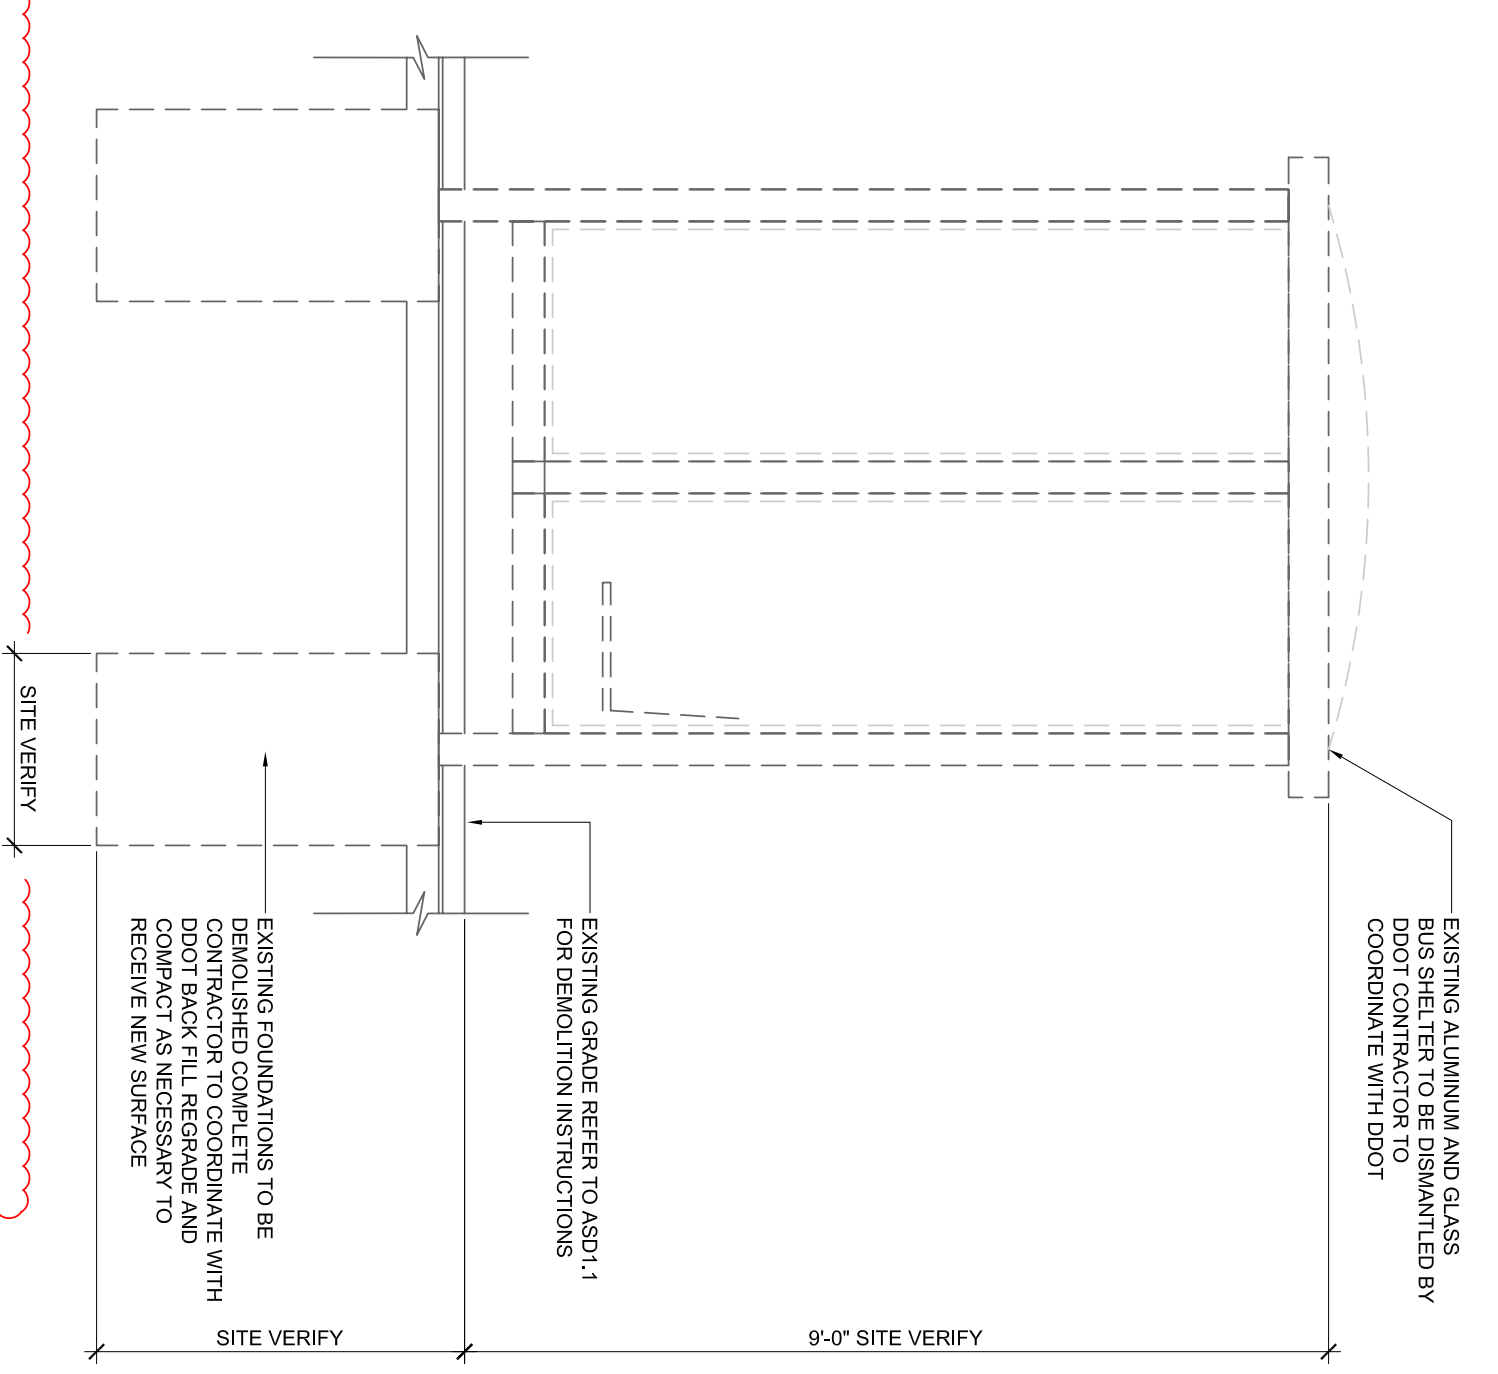 EXISTING ALUMINUM AND GLASS
BUS SHELTER TO BE DISMANTLED BY
DDOT CONTRACTOR TO
COORDINATE WITH DDOT
EXISTING GRADE REFER TO ASD1.1
FOR DEMOLITION INSTRUCTIONS
EXISTING FOUNDATIONS TO BE
DEMOLISHED COMPLETE
CONTRACTOR TO COORDINATE WITH
DDOT BACK FILL REGRADE AND
COMPACT AS NECESSARY TO
RECEIVE NEW SURFACE
SITE VERIFY
SITE VERIFY
9'-0" SITE VERIFY